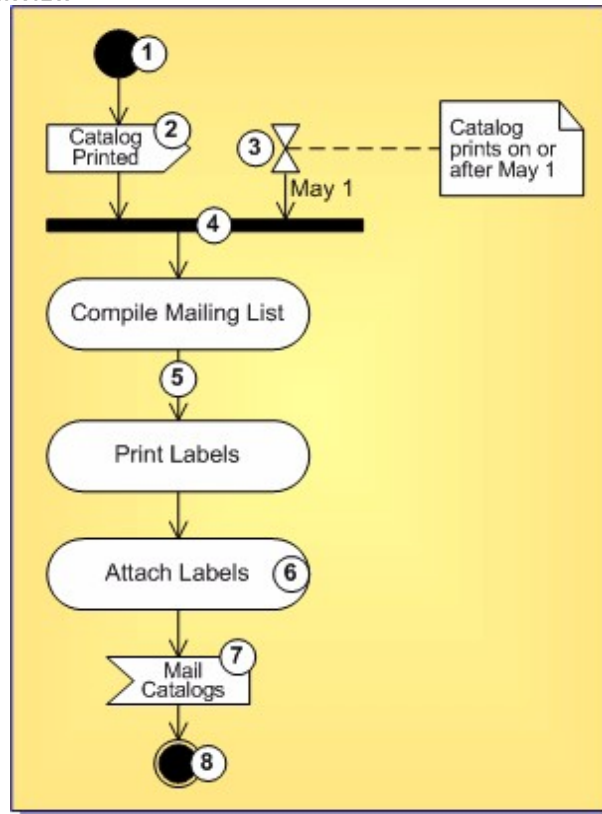 1
Catalog
Printed
2
3
Catalog
prints on or
after May 1
May 1
4
Compile Mailing List
5
Print Labels
Attach Labels
6
7
Mail
Catalogs
8